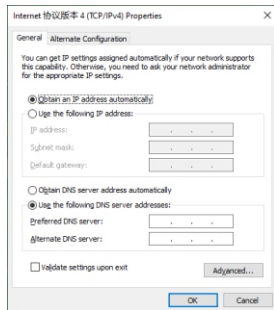 Internet 协议版本 4 (TCP/IPv4) Properties
General
Alternate Configuration
You can get IP settings assigned automatically if your network supports
this capability. Otherwise, you need to ask your network administrator
for the appropriate IP settings.
Obtain an IP address automatically
Use the following IP address:
IP address:
Subnet mask:
Default gateway:
Obtain DNS server address automatically
Use the following DNS server addresses:
Preferred DNS server:
Alternate DNS server:
Validate settings upon exit
Advanced...
OK
Cancel